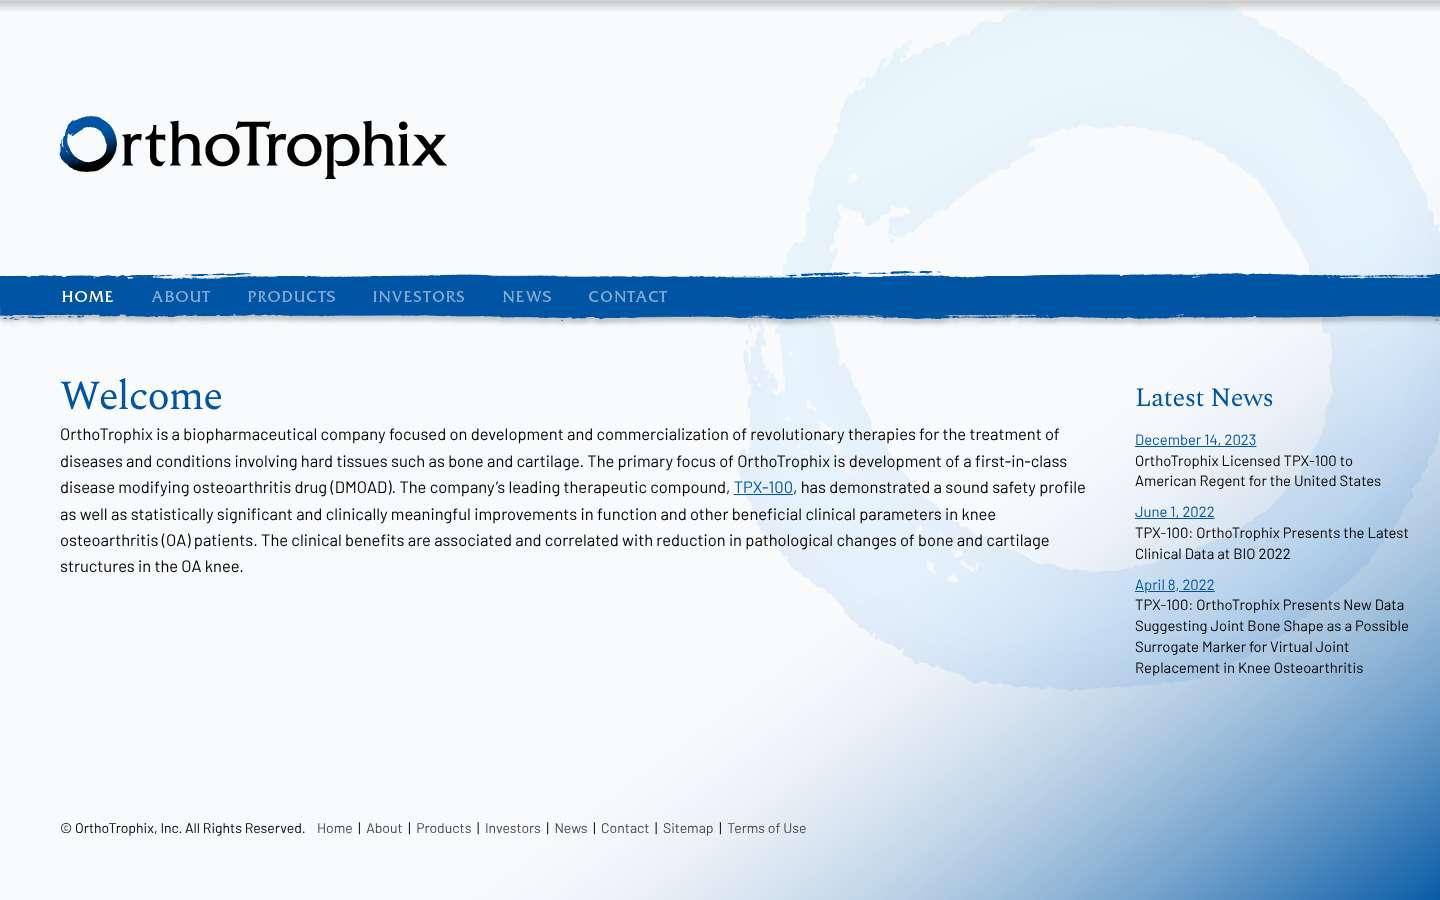 OrthoTrophix
HOME ABOUT PRODUCTS INVESTORS NEWS CONTACT
Welcome
OrthoTrophix is a biopharmaceutical company focused on development and commercialization of revolutionary therapies for the treatment of
diseases and conditions involving hard tissues such as bone and cartilage. The primary focus of OrthoTrophix is development of a first-in-class
disease modifying osteoarthritis drug (DMOAD). The company’s leading therapeutic compound, TPX-100, has demonstrated a sound safety profile
as well as statistically significant and clinically meaningful improvements in function and other beneficial clinical parameters in knee
osteoarthritis (OA) patients. The clinical benefits are associated and correlated with reduction in pathological changes of bone and cartilage
structures in the OA knee.
Latest News
December 14, 2023
OrthoTrophix Licensed TPX-100 to
American Regent for the United States
June 1, 2022
TPX-100: OrthoTrophix Presents the Latest
Clinical Data at BIO 2022
April 8, 2022
TPX-100: OrthoTrophix Presents New Data
Suggesting Joint Bone Shape as a Possible
Surrogate Marker for Virtual Joint
Replacement in Knee Osteoarthritis
© OrthoTrophix, Inc. All Rights Reserved. Home | About | Products | Investors | News | Contact | Sitemap | Terms of Use